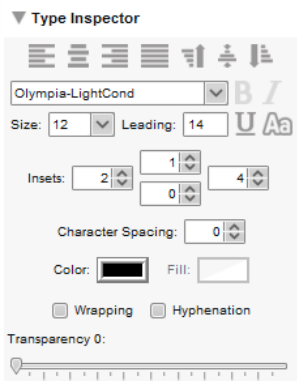 Type Inspector
Olympia-LightCond B I
Size: 12 Leading: 14 U Aa
1
Insets: 2 4
0
Character Spacing: 0
Color: Fill:
Wrapping Hyphenation
Transparency 0: